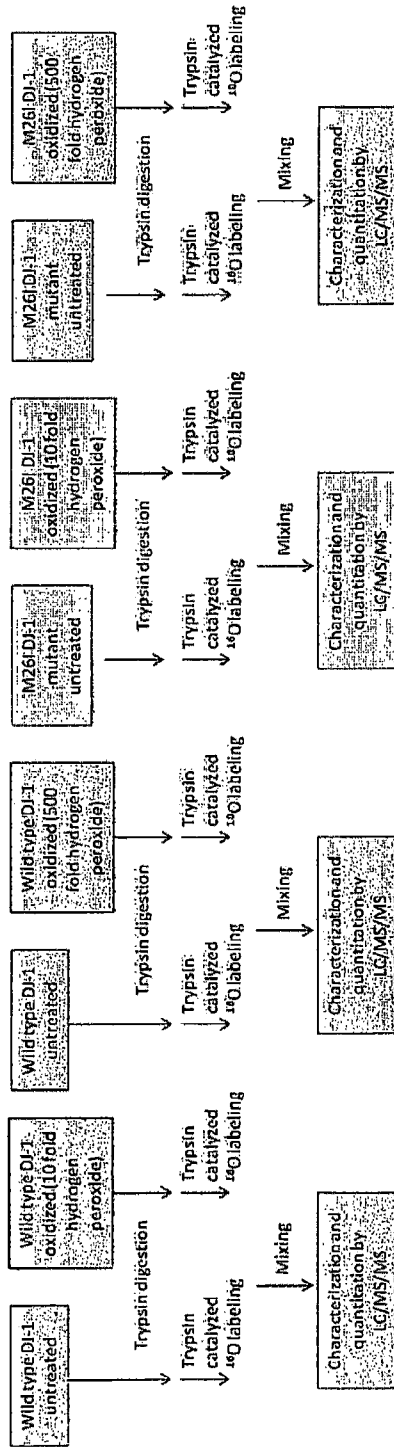 Wild type DJ-1
untreated
Wild type DJ-1
oxidized (10 fold
hydrogen
peroxide)
Trypsin digestion
Trypsin
catalyzed
¹⁶O labeling
Trypsin
catalyzed
¹⁸O labeling
Mixing
Characterization and
quantitation by
LC/MS/MS
Wild type DJ-1
untreated
Wild type DJ-1
oxidized (500
fold hydrogen
peroxide)
Trypsin digestion
Trypsin
catalyzed
¹⁶O labeling
Trypsin
catalyzed
¹⁸O labeling
Mixing
Characterization and
quantitation by
LC/MS/MS
M26I DJ-1
mutant
untreated
M26I DJ-1
oxidized (10 fold
hydrogen
peroxide)
Trypsin digestion
Trypsin
catalyzed
¹⁶O labeling
Trypsin
catalyzed
¹⁸O labeling
Mixing
Characterization and
quantitation by
LC/MS/MS
M26I DJ-1
mutant
untreated
M26I DJ-1
oxidized (500
fold hydrogen
peroxide)
Trypsin digestion
Trypsin
catalyzed
¹⁶O labeling
Trypsin
catalyzed
¹⁸O labeling
Mixing
Characterization and
quantitation by
LC/MS/MS